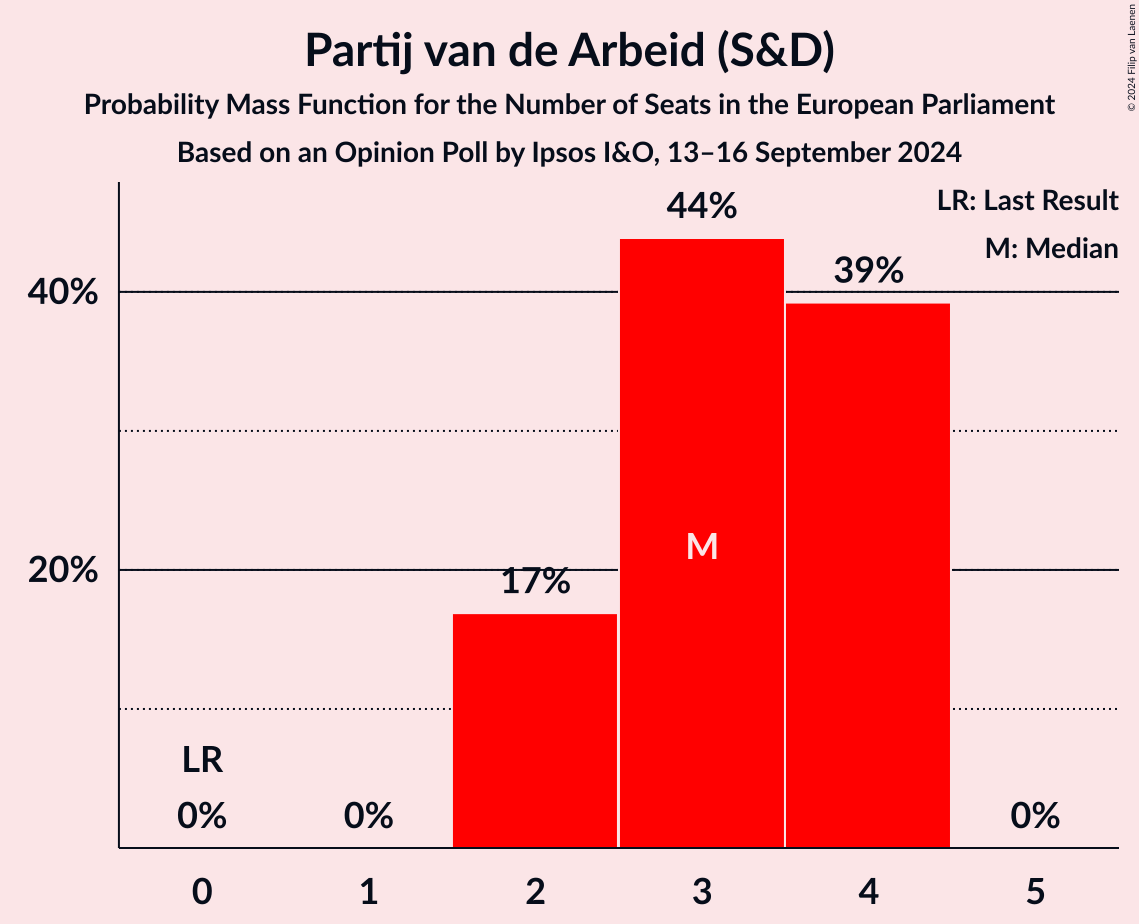 Partij van de Arbeid (S&D)
Probability Mass Function for the Number of Seats in the European Parliament
Based on an Opinion Poll by Ipsos I&O, 13–16 September 2024
© 2024 Filip van Laenen
LR: Last Result
M: Median
44%
39%
40%
M
20%
17%
LR
0%
0%
0%
0
1
2
3
4
5